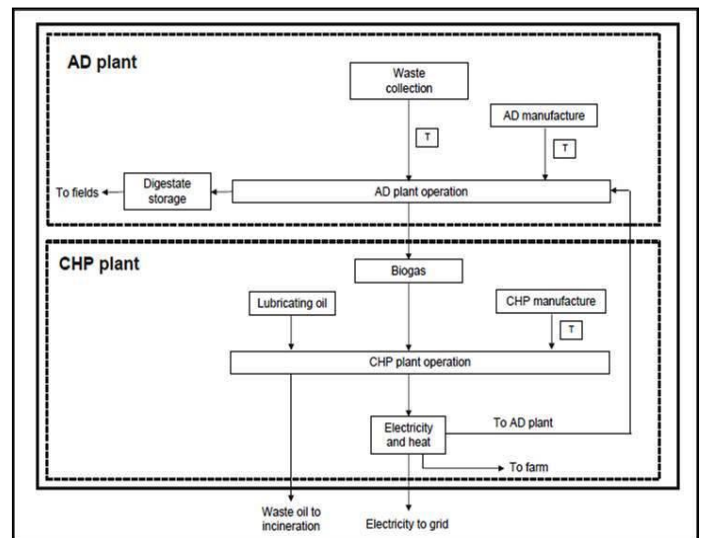 AD plant
Waste
collection
AD manufacture
T
T
Digestate
storage
To fields
AD plant operation
CHP plant
Biogas
Lubricating oil
CHP manufacture
T
CHP plant operation
Electricity
and heat
To AD plant
To farm
Waste oil to
incineration
Electricity to grid